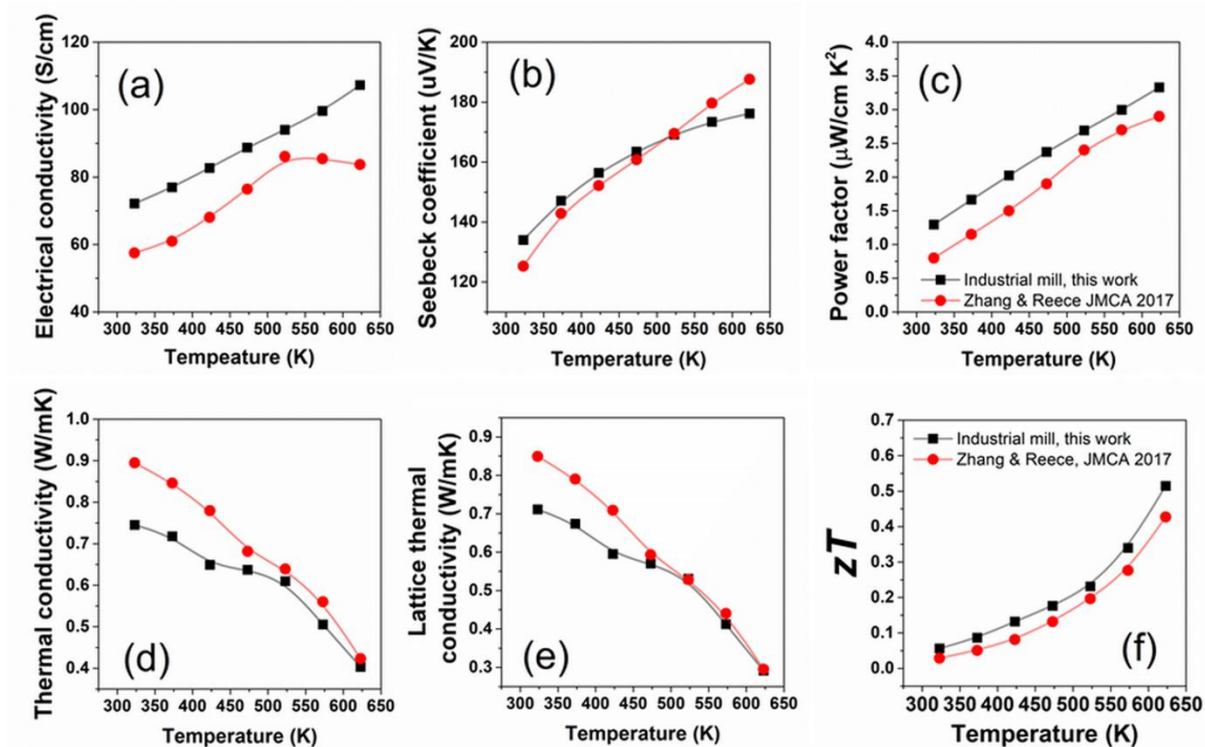 Electrical conductivity (S/cm)
120
100
80
60
40
(a)
300 350 400 450 500 550 600 650
Tempeature (K)
Seebeck coefficient (uV/K)
200
180
160
140
120
(b)
300 350 400 450 500 550 600 650
Temperature (K)
Power factor (μW/cm K²)
4.0
3.5
3.0
2.5
2.0
1.5
1.0
0.5
0.0
(c)
Industrial mill, this work
Zhang & Reece JMCA 2017
300 350 400 450 500 550 600 650
Temperature (K)
Thermal conductivity (W/mK)
1.0
0.9
0.8
0.7
0.6
0.5
0.4
(d)
300 350 400 450 500 550 600 650
Temperature (K)
Lattice thermal
conductivity (W/mK)
0.9
0.8
0.7
0.6
0.5
0.4
0.3
(e)
300 350 400 450 500 550 600 650
Temperature (K)
zT
0.7
0.6
0.5
0.4
0.3
0.2
0.1
0.0
Industrial mill, this work
Zhang & Reece, JMCA 2017
(f)
300 350 400 450 500 550 600 650
Temperature (K)